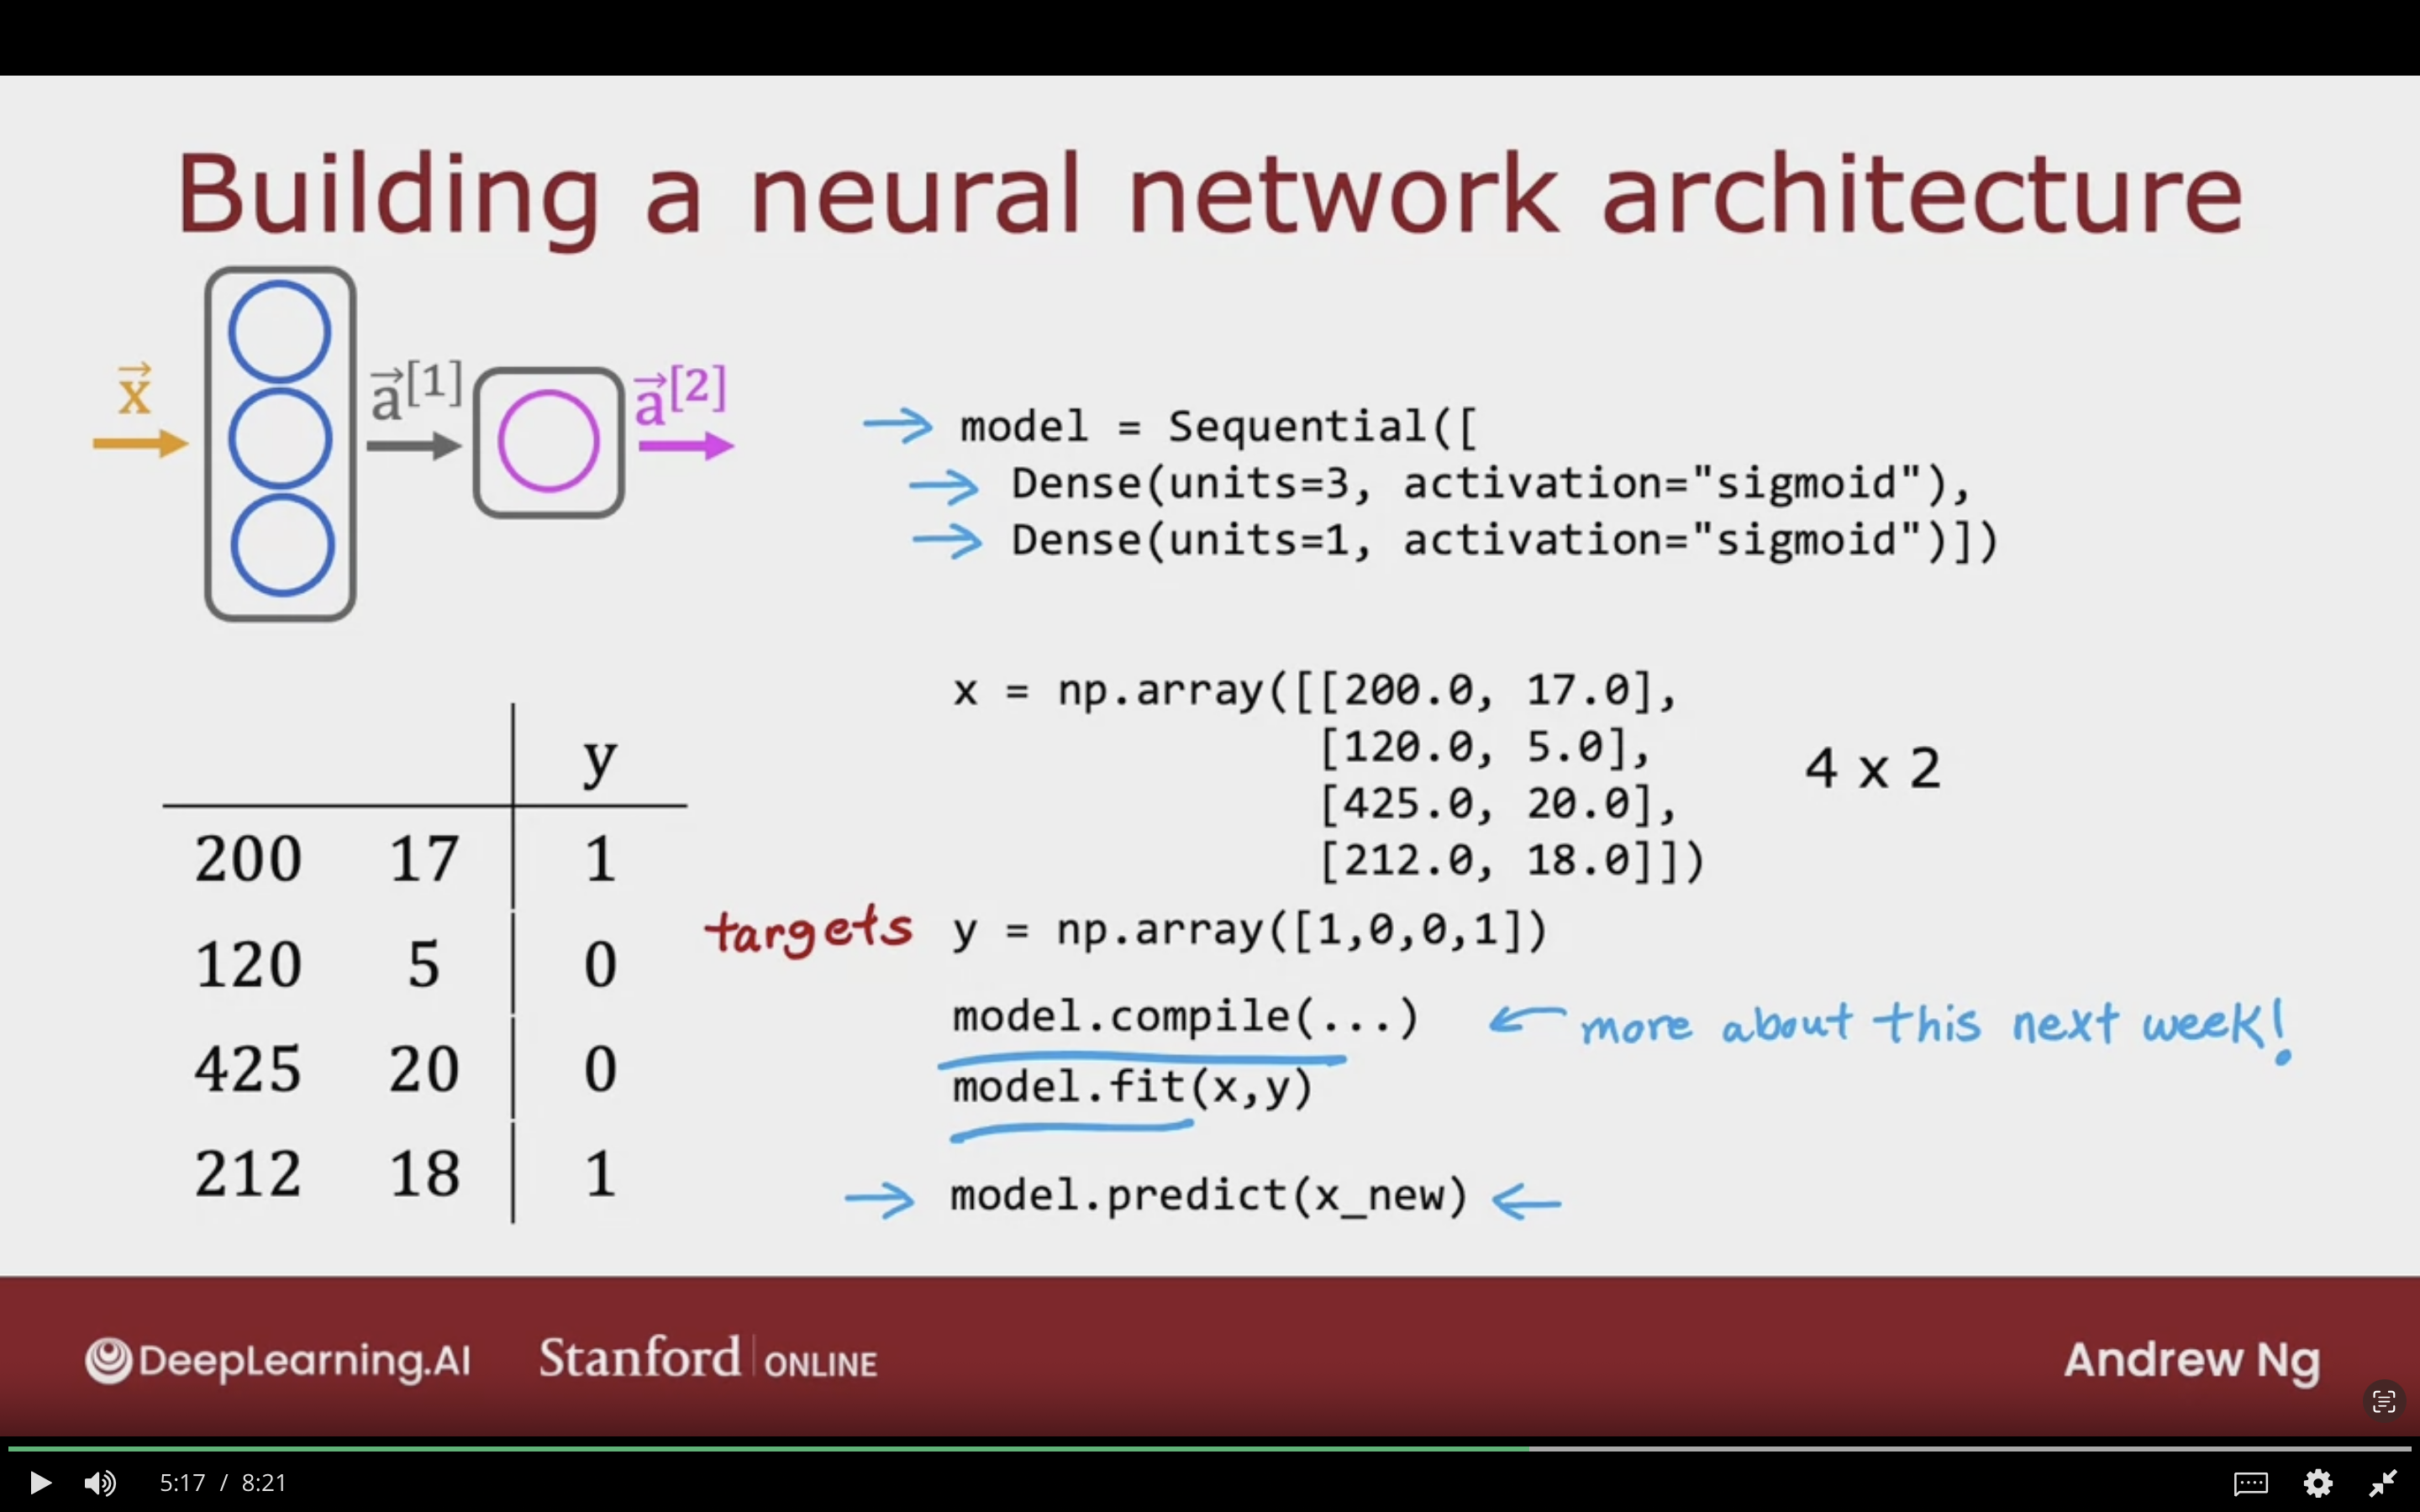 Building a neural network architecture
x⃗
a⃗[1]
a⃗[2]
model = Sequential([
Dense(units=3, activation="sigmoid"),
Dense(units=1, activation="sigmoid")])
y
200 17 1
120 5 0
425 20 0
212 18 1
x = np.array([[200.0, 17.0],
[120.0, 5.0],
[425.0, 20.0],
[212.0, 18.0]])
4 x 2
targets y = np.array([1,0,0,1])
model.compile(...) more about this next week!
model.fit(x,y)
model.predict(x_new)
DeepLearning.AI Stanford ONLINE Andrew Ng
5:17 / 8:21